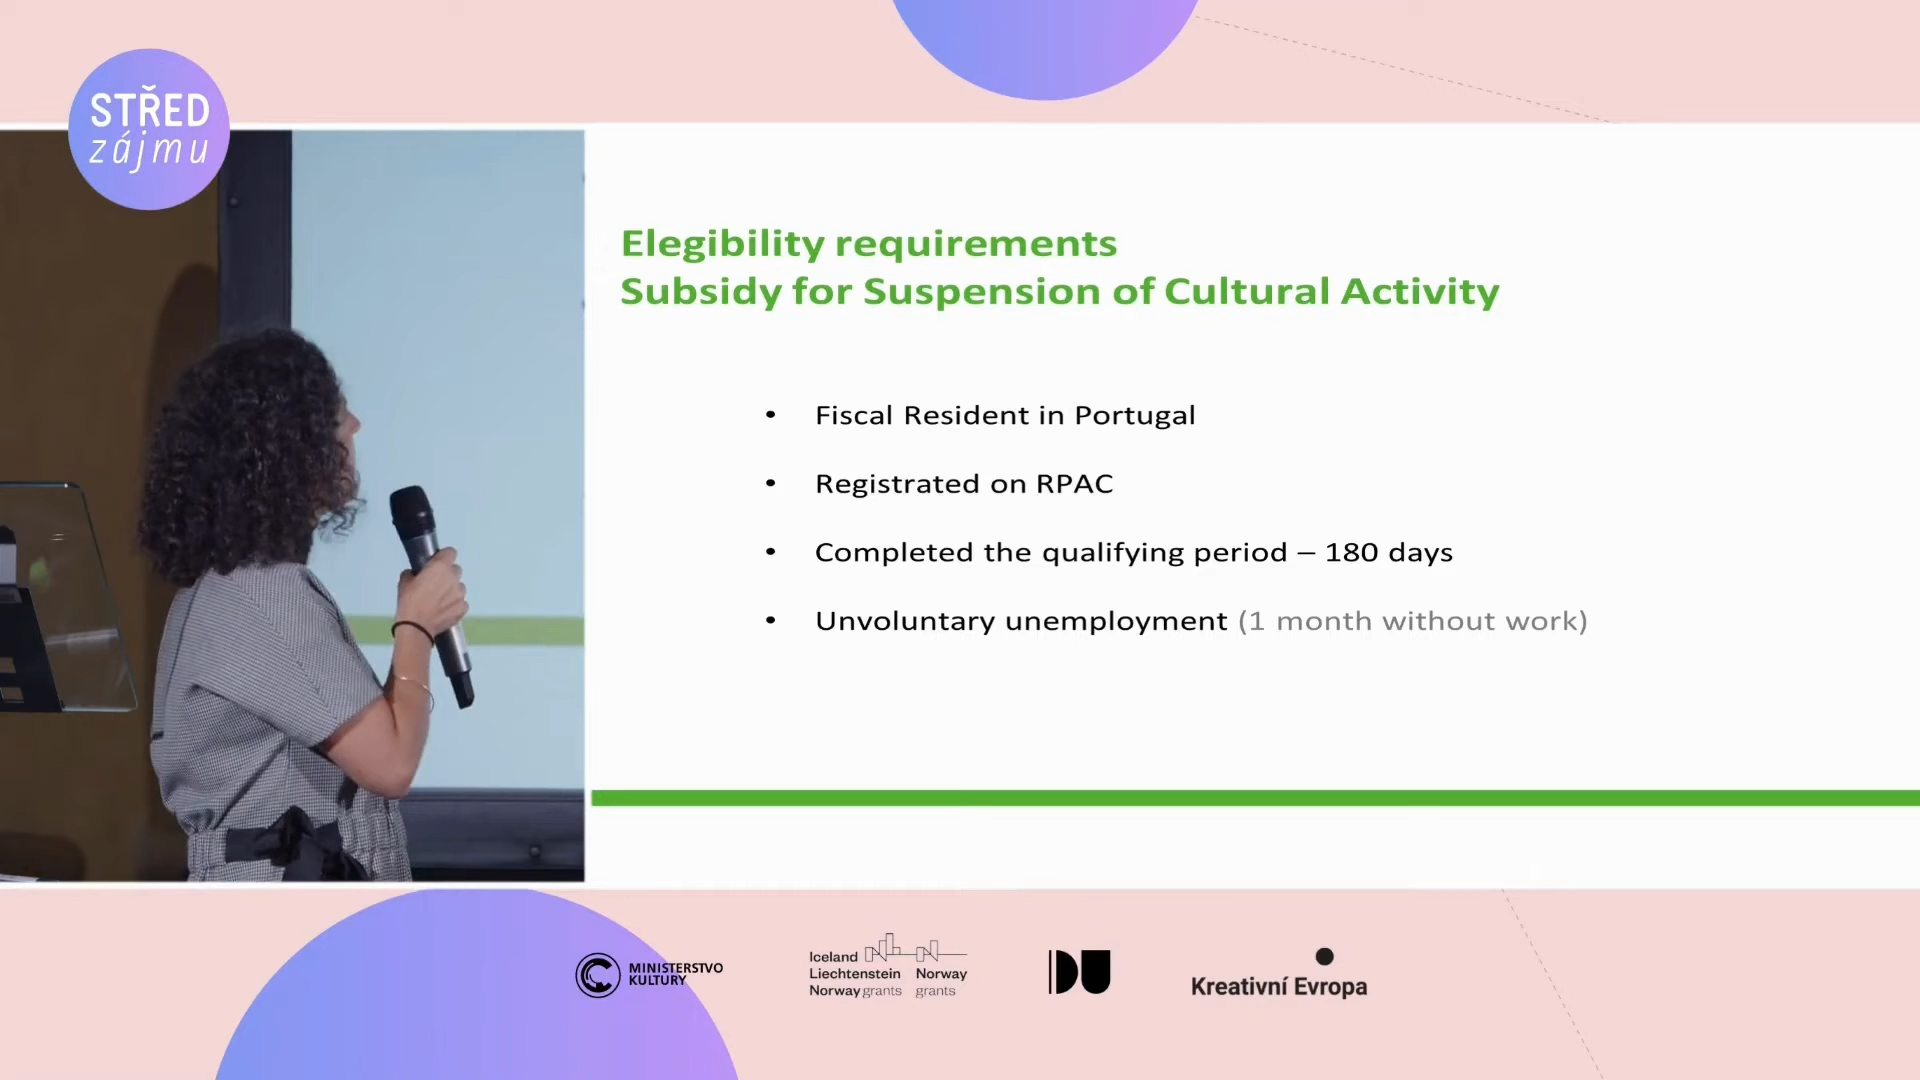 STŘED
zájmu
Elegibility requirements
Subsidy for Suspension of Cultural Activity
• Fiscal Resident in Portugal
• Registrated on RPAC
• Completed the qualifying period – 180 days
• Unvoluntary unemployment (1 month without work)
MINISTERSTVO
KULTURY
Iceland
Liechtenstein
Norway grants
Norway
grants
DU
Kreativní Evropa